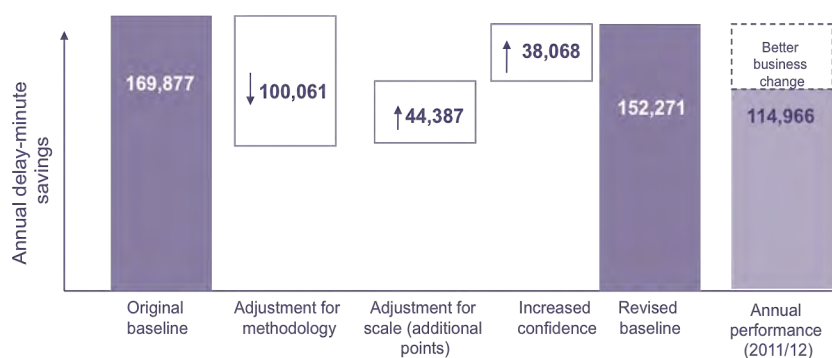 Annual delay-minute
savings
169,877
↓ 100,061
↑ 44,387
↑ 38,068
152,271
Better
business
change
114,966
Original
baseline
Adjustment for
methodology
Adjustment for
scale (additional
points)
Increased
confidence
Revised
baseline
Annual
performance
(2011/12)